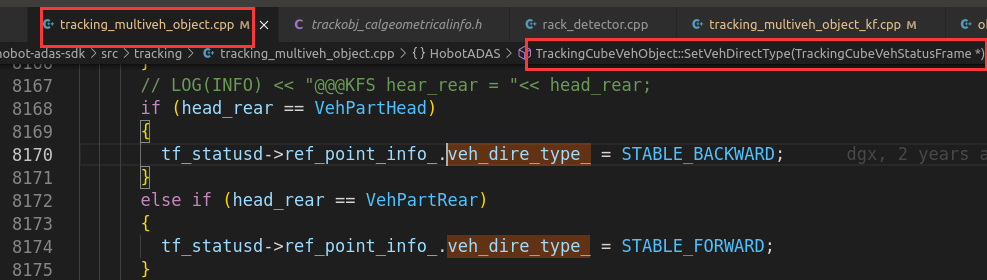 tracking_multiveh_object.cpp M × C trackobj_calgeometricalinfo.h rack_detector.cpp tracking_multiveh_object_kf.cpp M
hobot-adas-sdk > src > tracking > tracking_multiveh_object.cpp > {} HobotADAS > TrackingCubeVehObject::SetVehDirectType(TrackingCubeVehStatusFrame *)
8166 }
8167 // LOG(INFO) << "@@@KFS hear_rear = "<< head_rear;
8168 if (head_rear == VehPartHead)
8169 {
8170 tf_statusd->ref_point_info_.veh_dire_type_ = STABLE_BACKWARD; dgx, 2 years a
8171 }
8172 else if (head_rear == VehPartRear)
8173 {
8174 tf_statusd->ref_point_info_.veh_dire_type_ = STABLE_FORWARD;
8175 }